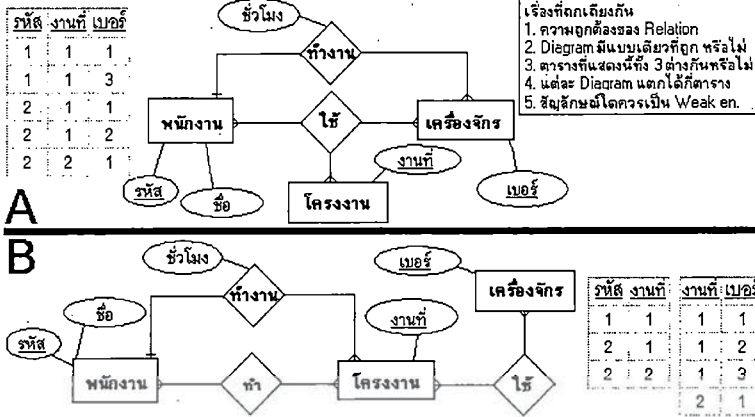 รหัส งานที่ เบอร์
1 1 1
1 1 3
2 1 1
2 1 2
2 2 1
ชั่วโมง
ทำงาน
พนักงาน
ใช้
เครื่องจักร
รหัส
ชื่อ
โครงงาน
งานที่
เบอร์
เรื่องที่ถกเถียงกัน
1. ความถูกต้องของ Relation
2. Diagram มีแบบเดียวที่ถูก หรือไม่
3. ตารางที่แสดงนี้ทั้ง 3 ต่างกันหรือไม่
4. แต่ละ Diagram แตกได้กี่ตาราง
5. สัญลักษณ์ใดควรเป็น Weak en.
A
B
ชั่วโมง
ทำงาน
ชื่อ
รหัส
พนักงาน
ทำ
โครงงาน
งานที่
เบอร์
เครื่องจักร
ใช้
รหัส งานที่
1 1
2 1
2 2
งานที่ เบอร์
1 1
1 2
1 3
2 1